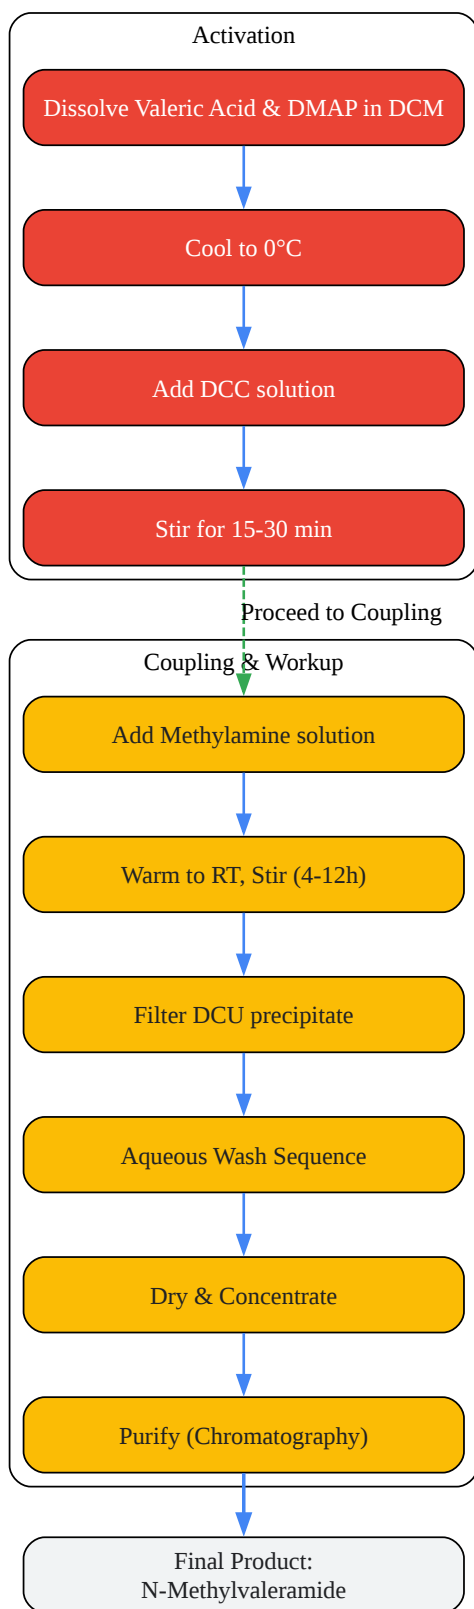 Activation
Dissolve Valeric Acid & DMAP in DCM
Cool to 0°C
Add DCC solution
Stir for 15-30 min
Proceed to Coupling
Coupling & Workup
Add Methylamine solution
Warm to RT, Stir (4-12h)
Filter DCU precipitate
Aqueous Wash Sequence
Dry & Concentrate
Purify (Chromatography)
Final Product:
N-Methylvaleramide